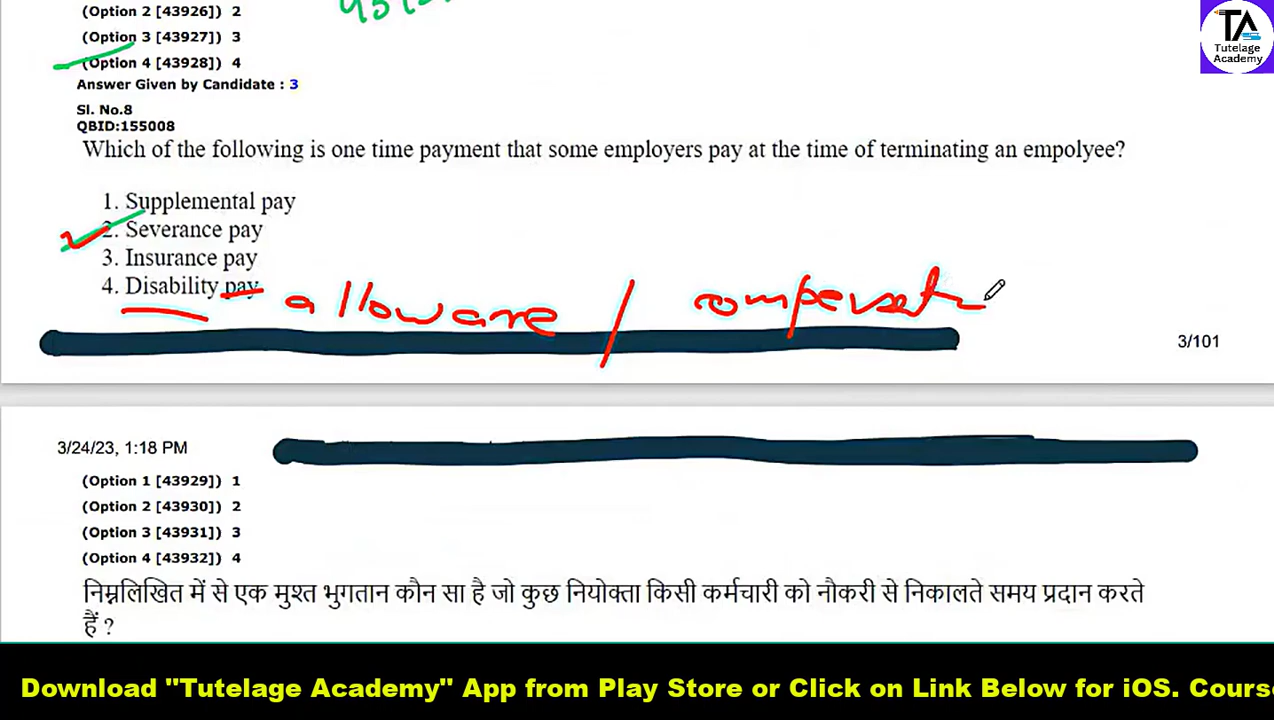 (Option 2 [43926]) 2
(Option 3 [43927]) 3
(Option 4 [43928]) 4
Answer Given by Candidate : 3
TA
Tutelage
Academy
Sl. No.8
QBID:155008
Which of the following is one time payment that some employers pay at the time of terminating an empolyee?
1. Supplemental pay
2. Severance pay
3. Insurance pay
4. Disability pay
/
3/101
3/24/23, 1:18 PM
(Option 1 [43929]) 1
(Option 2 [43930]) 2
(Option 3 [43931]) 3
(Option 4 [43932]) 4
निम्नलिखित में से एक मुश्त भुगतान कौन सा है जो कुछ नियोक्ता किसी कर्मचारी को नौकरी से निकालते समय प्रदान करते
हैं ?
Download "Tutelage Academy" App from Play Store or Click on Link Below for iOS. Cours